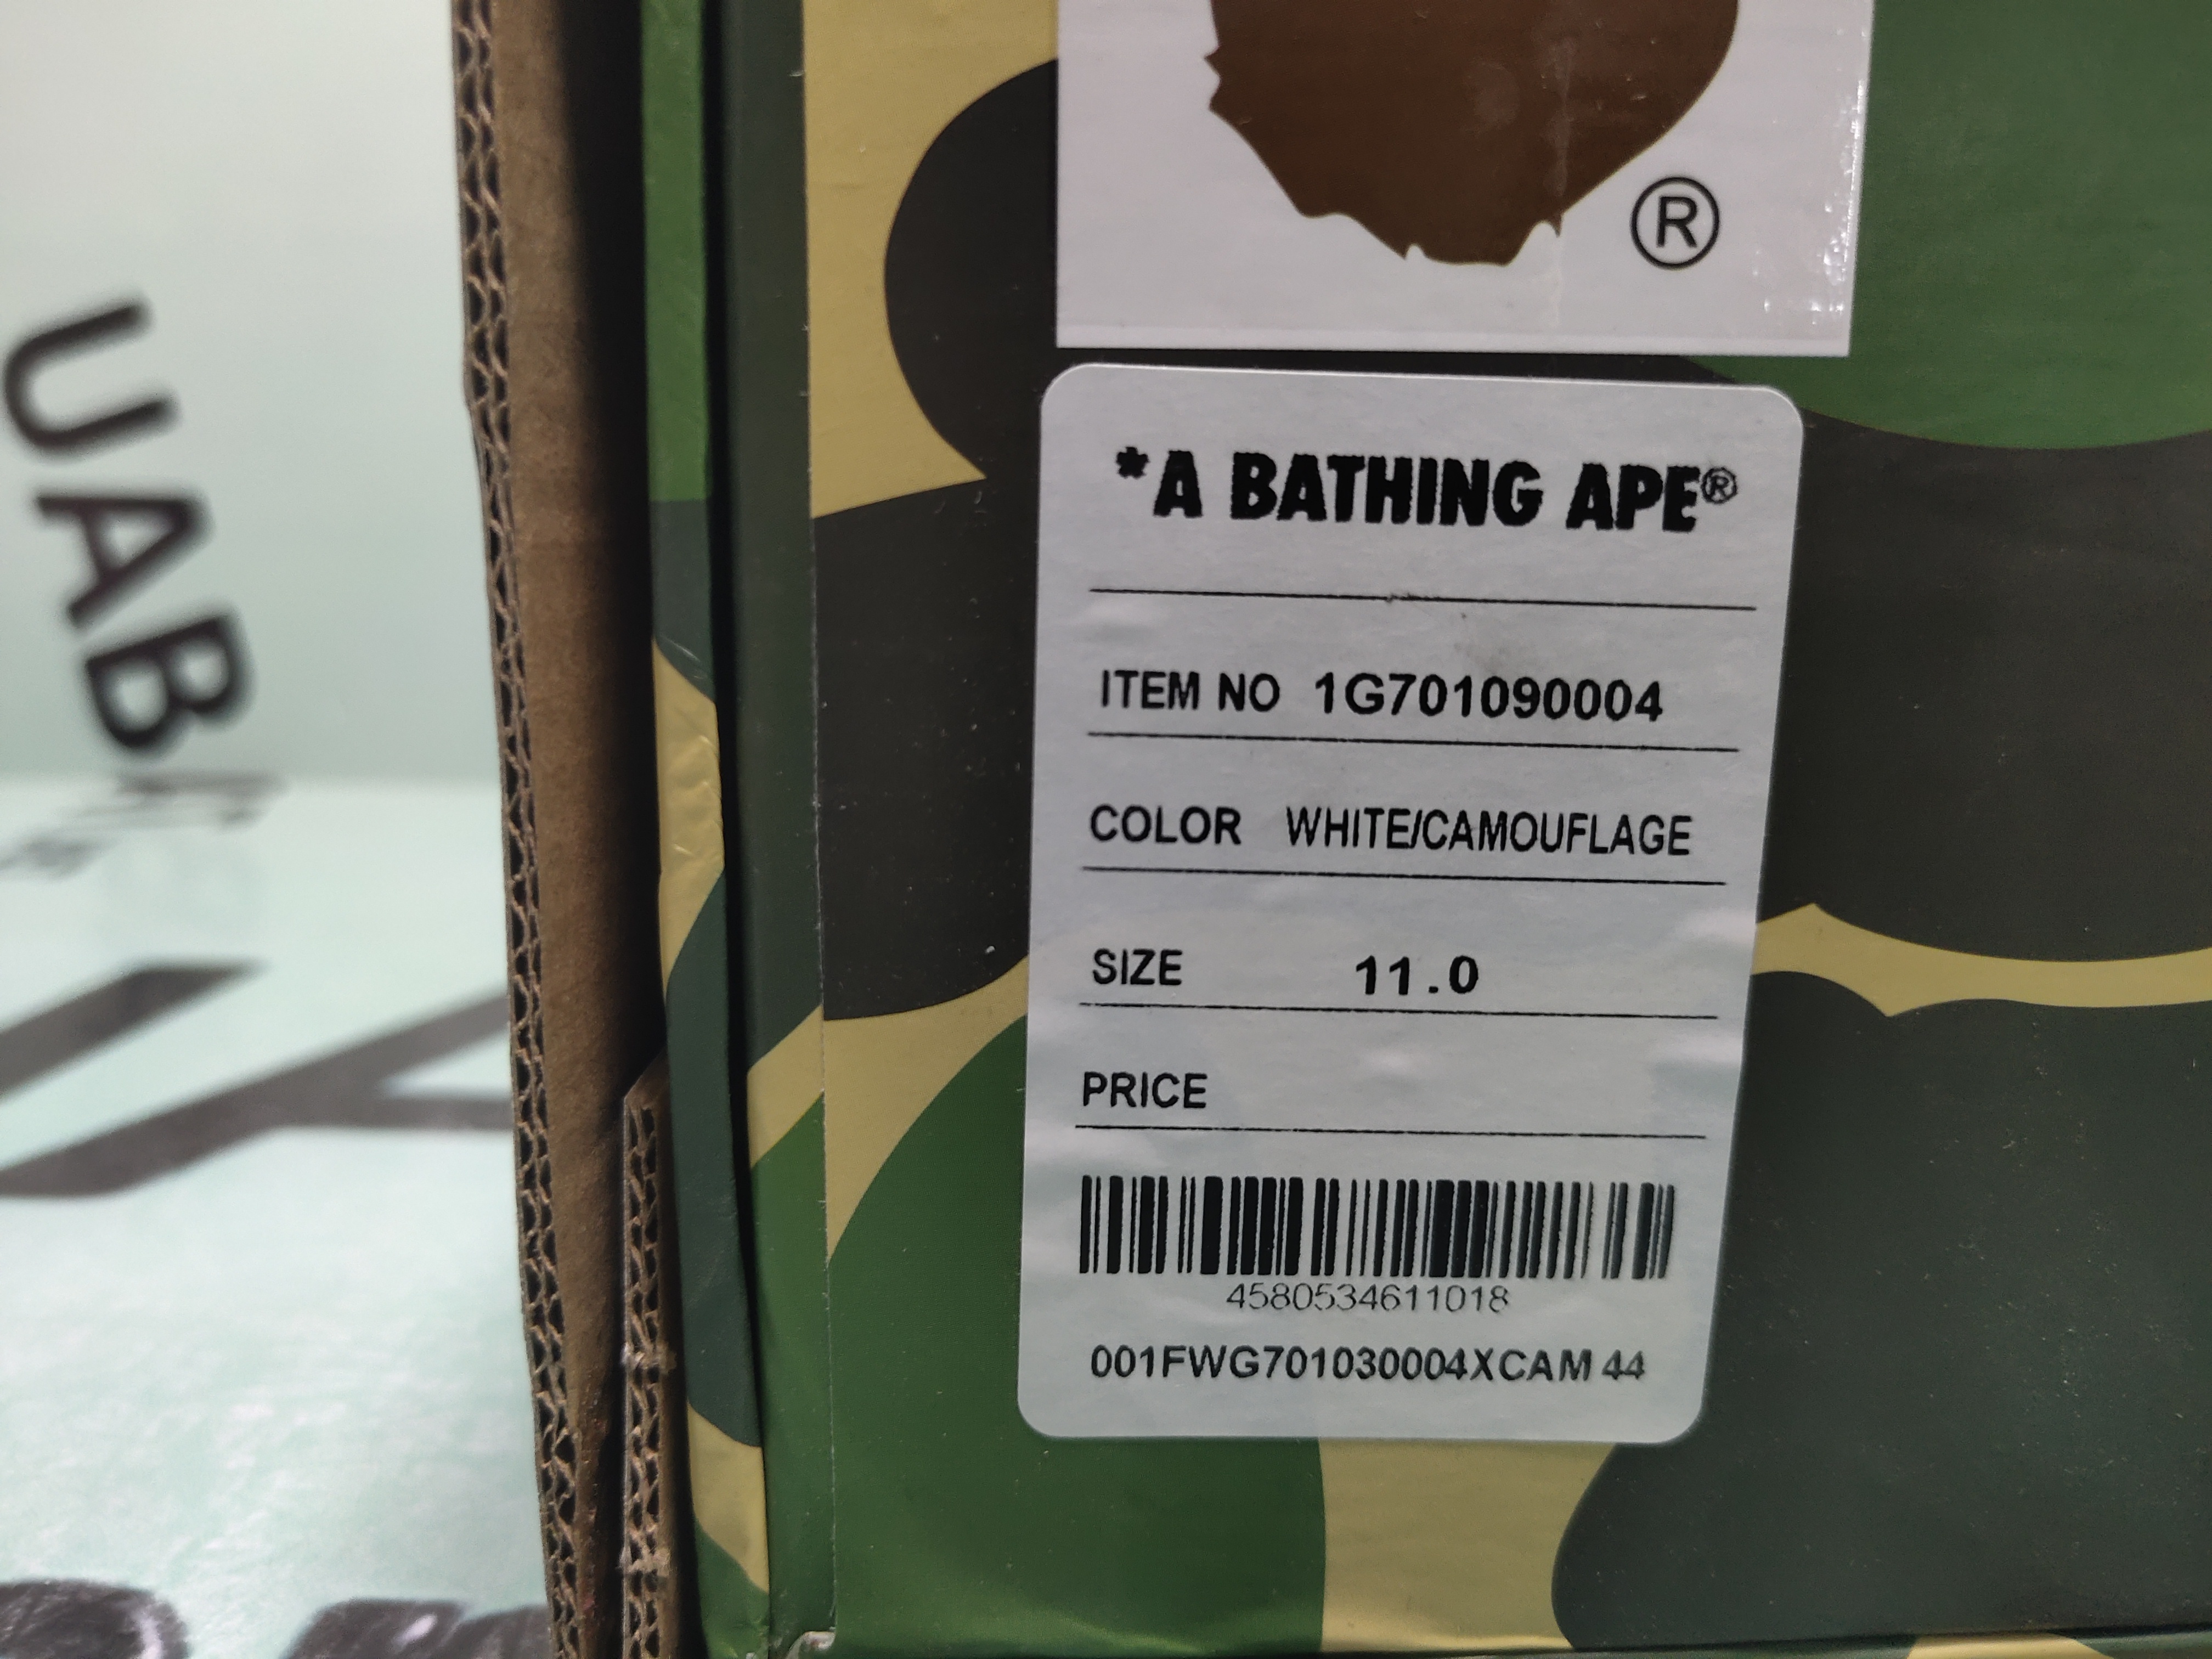 ®
*A BATHING APE®
ITEM NO 1G701090004
COLOR WHITE/CAMOUFLAGE
SIZE 11.0
PRICE
4580534611018
001FWG701030004XCAM 44
UAB